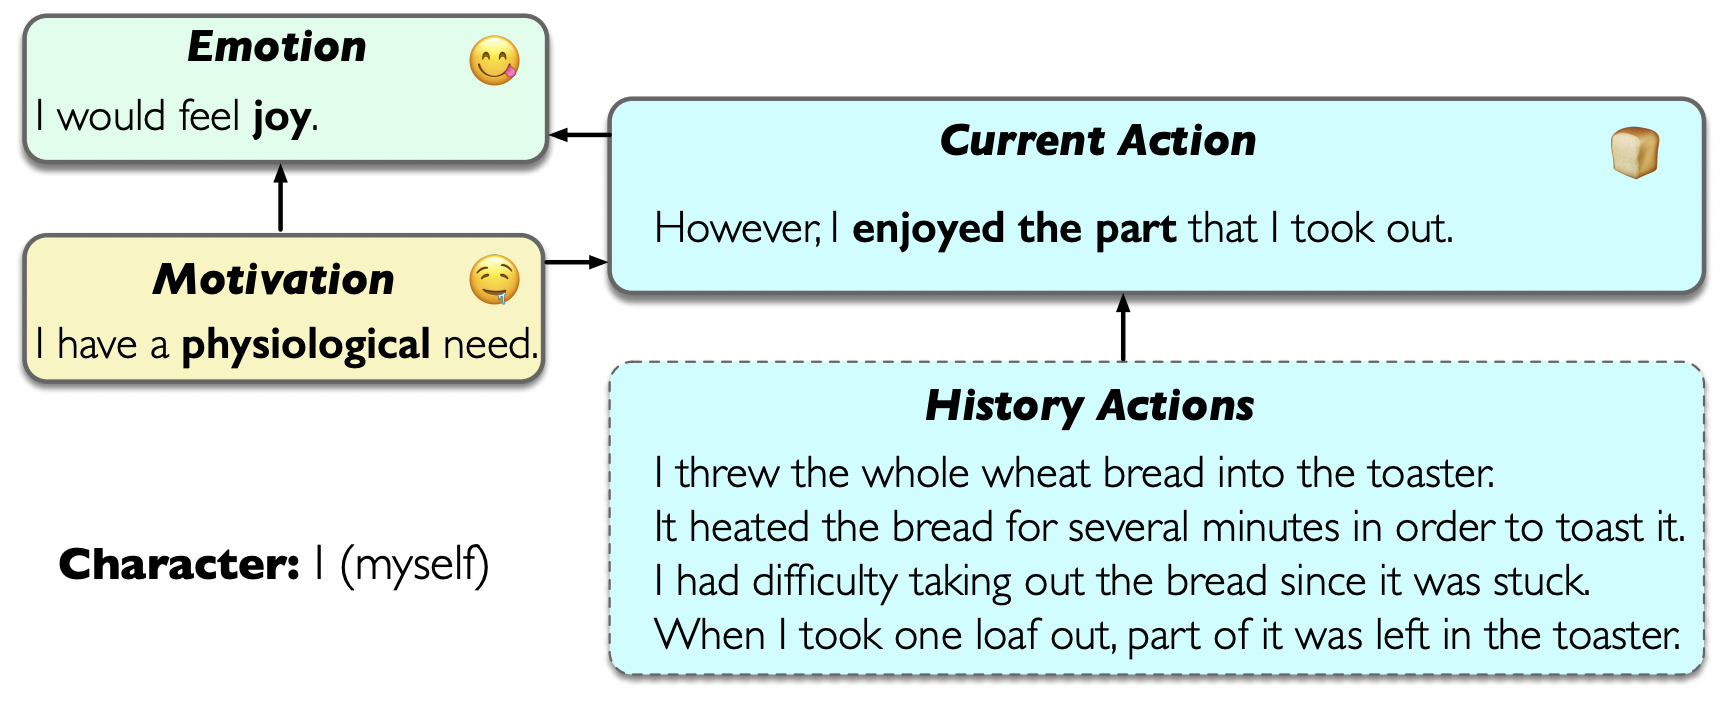 Emotion
I would feel joy.
Motivation
I have a physiological need.
Character: I (myself)
Current Action
However, I enjoyed the part that I took out.
History Actions
I threw the whole wheat bread into the toaster.
It heated the bread for several minutes in order to toast it.
I had difficulty taking out the bread since it was stuck.
When I took one loaf out, part of it was left in the toaster.